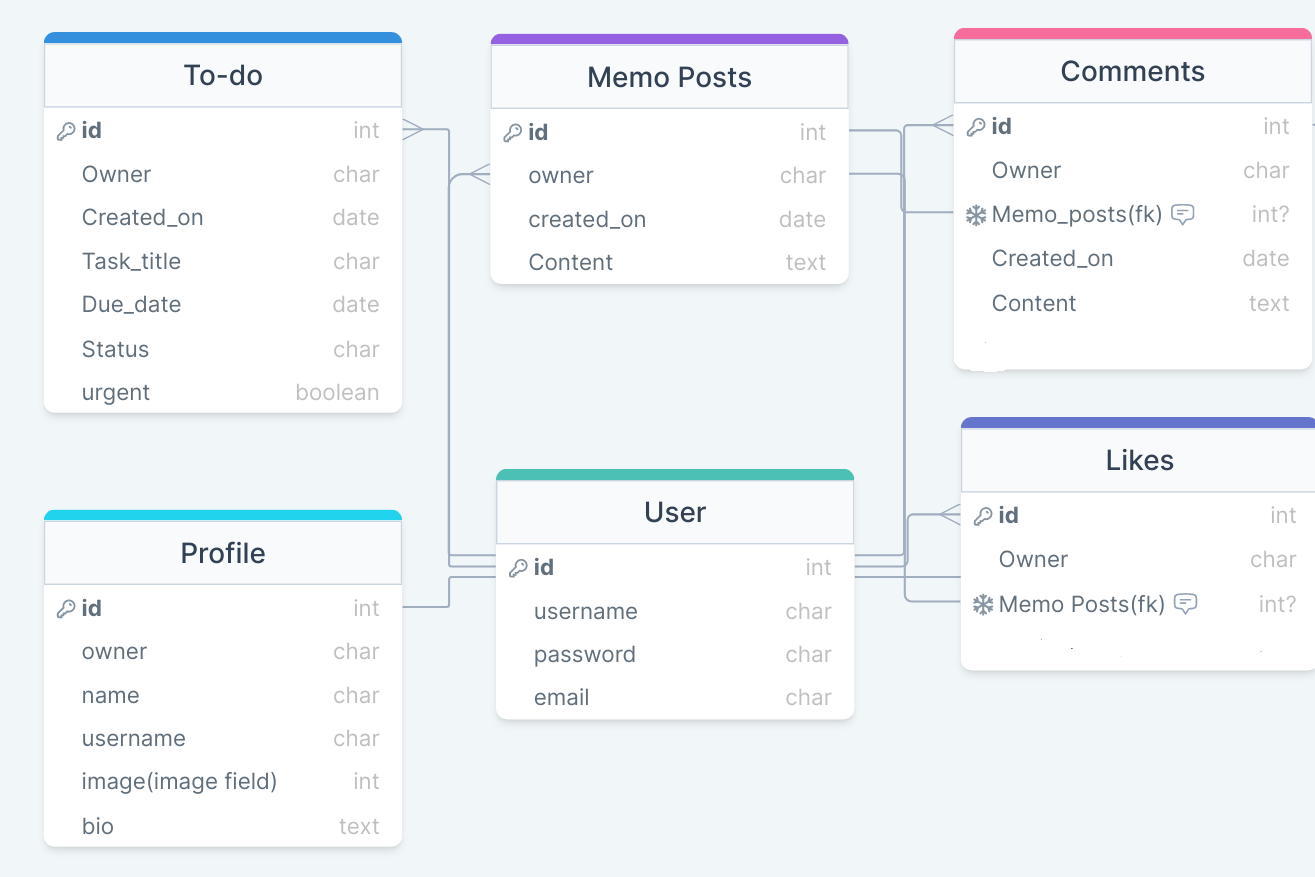 To-do
id int
Owner char
Created_on date
Task_title char
Due_date date
Status char
urgent boolean
Memo Posts
id int
owner char
created_on date
Content text
Comments
id int
Owner char
Memo_posts(fk) int?
Created_on date
Content text
Profile
id int
owner char
name char
username char
image(image field) int
bio text
User
id int
username char
password char
email char
Likes
id int
Owner char
Memo Posts(fk) int?